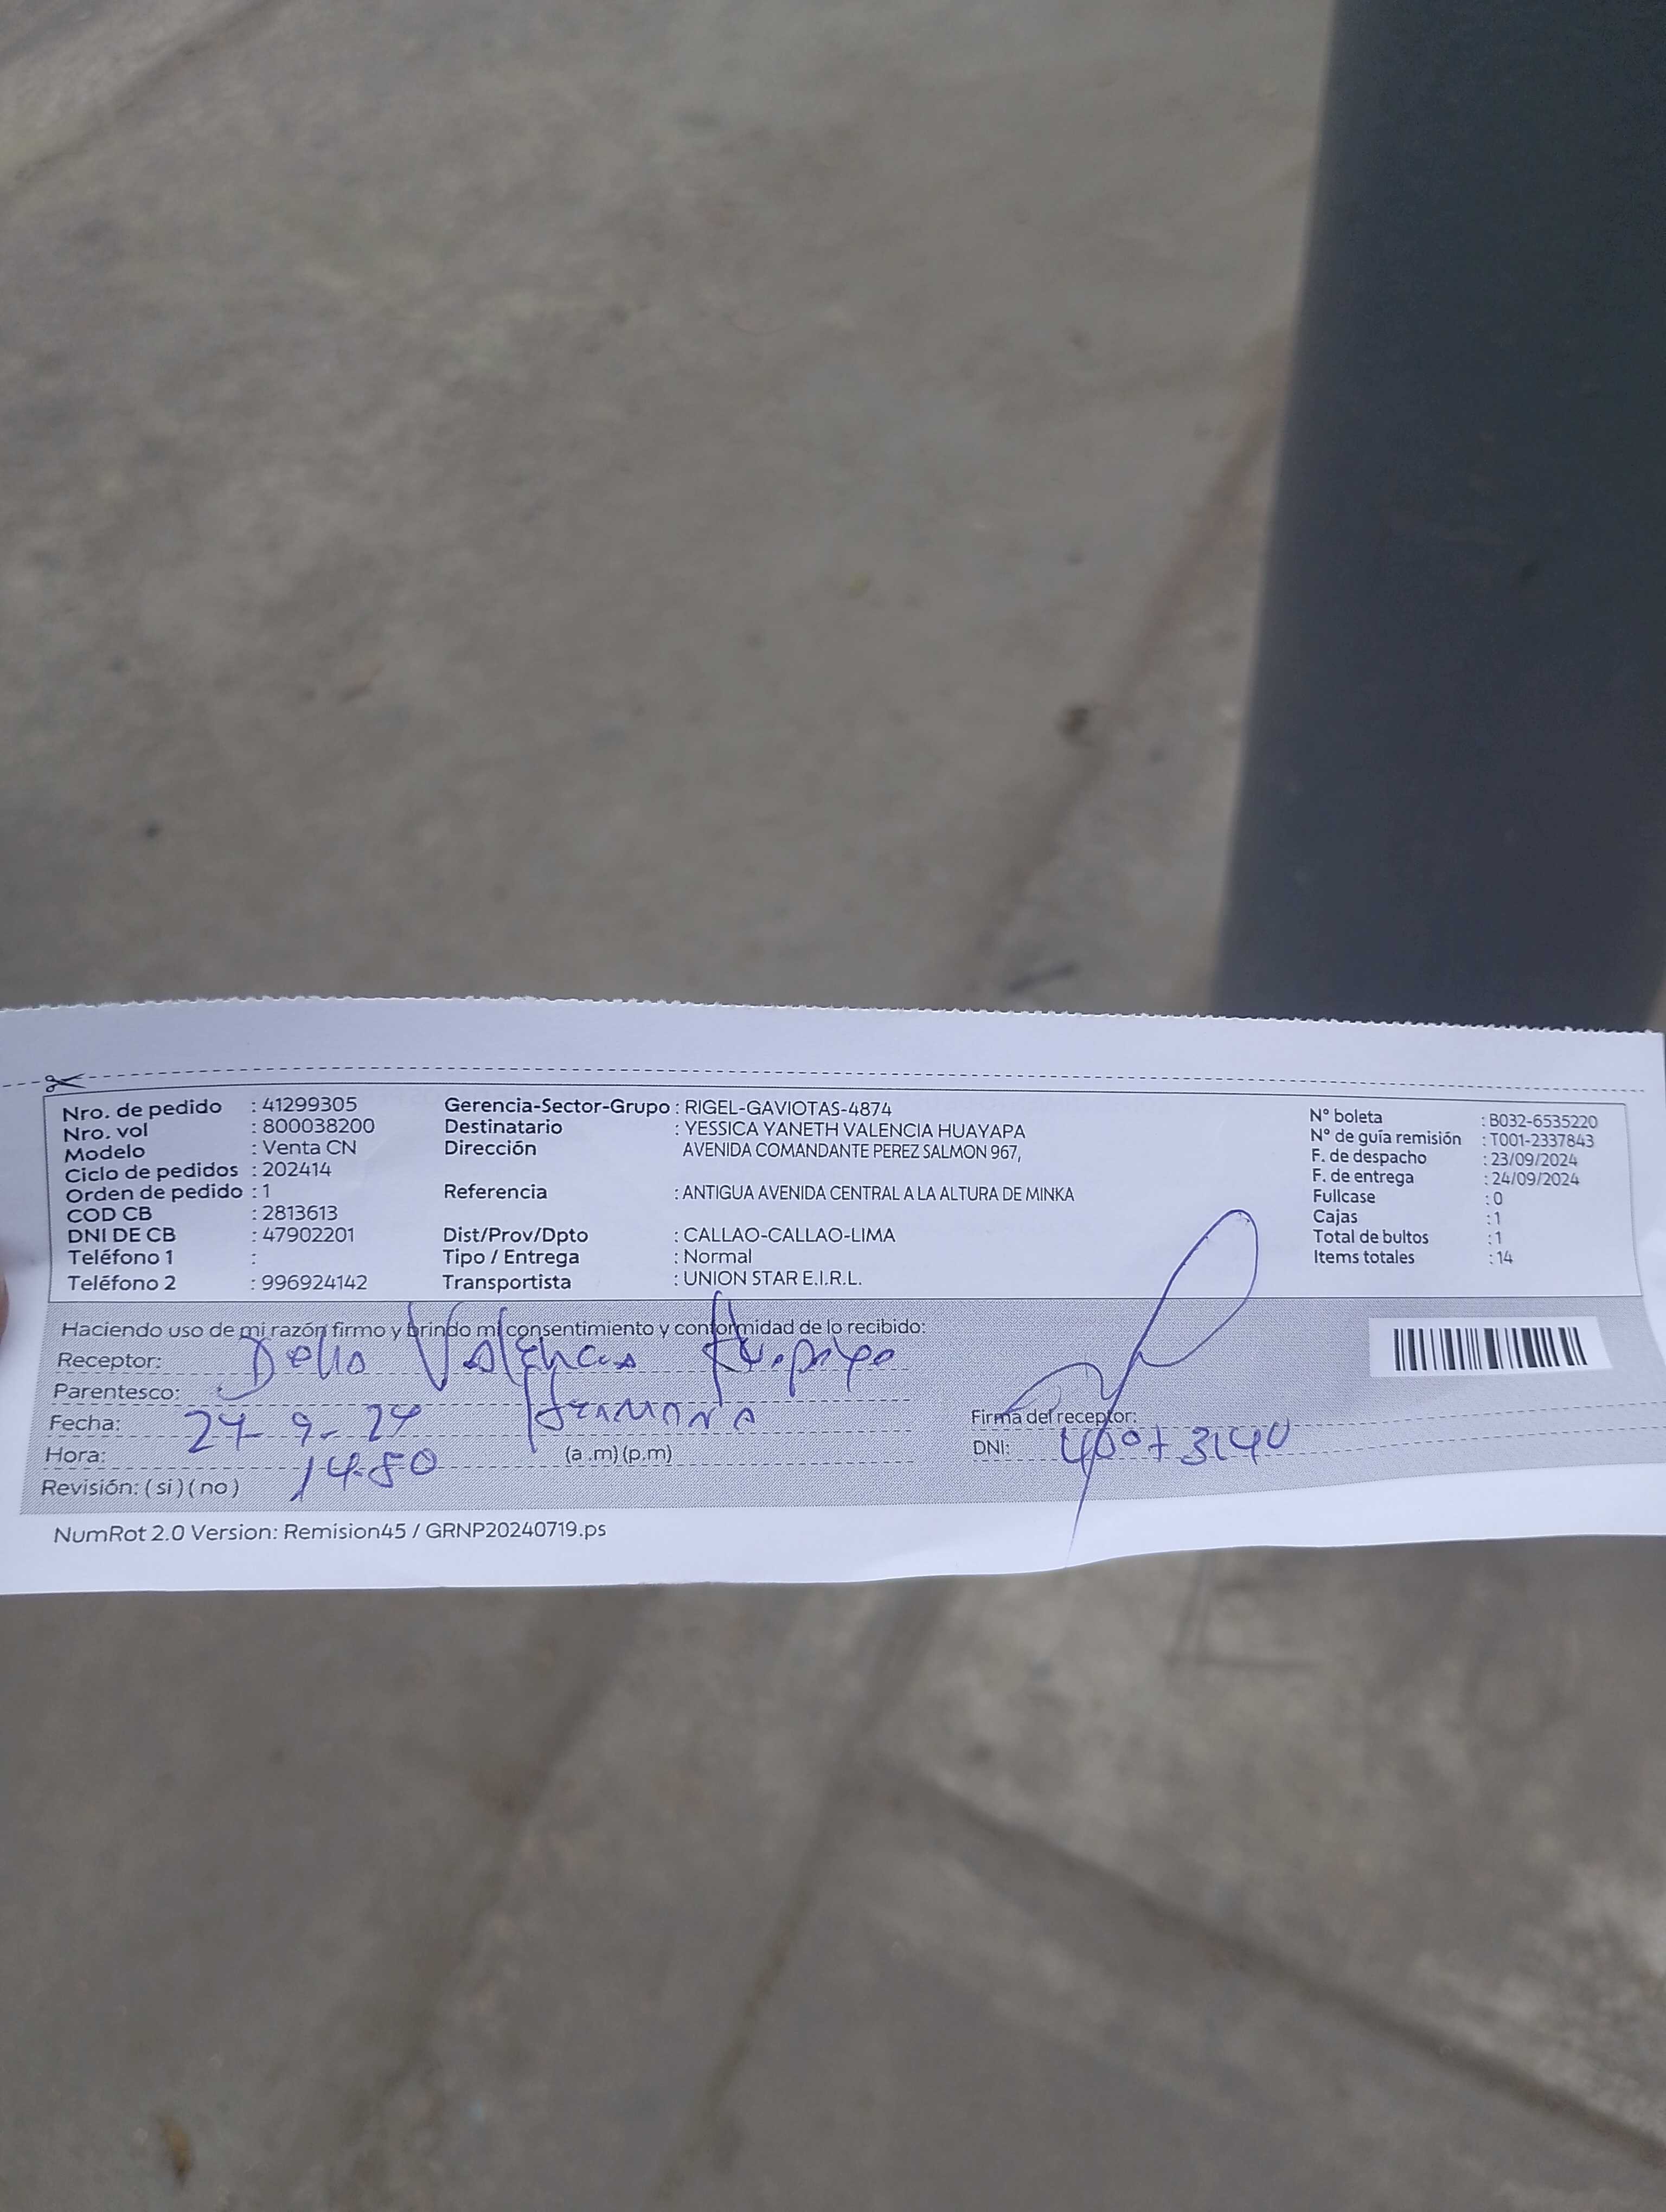 Nro. de pedido : 41299305
Nro. vol : 800038200
Modelo : Venta CN
Ciclo de pedidos : 202414
Orden de pedido : 1
COD CB : 2813613
DNI DE CB : 47902201
Teléfono 1 :
Teléfono 2 : 996924142
Gerencia-Sector-Grupo : RIGEL-GAVIOTAS-4874
Destinatario : YESSICA YANETH VALENCIA HUAYAPA
Dirección AVENIDA COMANDANTE PEREZ SALMON 967,
Referencia : ANTIGUA AVENIDA CENTRAL A LA ALTURA DE MINKA
Dist/Prov/Dpto : CALLAO-CALLAO-LIMA
Tipo / Entrega : Normal
Transportista : UNION STAR E.I.R.L.
N° boleta : B032-6535220
N° de guía remisión : T001-2337843
F. de despacho : 23/09/2024
F. de entrega : 24/09/2024
Fullcase : 0
Cajas : 1
Total de bultos : 1
Items totales : 14
Haciendo uso de mi razón firmo y brindo mi consentimiento y conformidad de lo recibido:
Receptor:
Parentesco: Hermana
Fecha: 24-9-24
Hora: (a.m) (p.m)
Revisión: ( si ) ( no )
Firma del receptor:
DNI:
NumRot 2.0 Version: Remision45 / GRNP20240719.ps